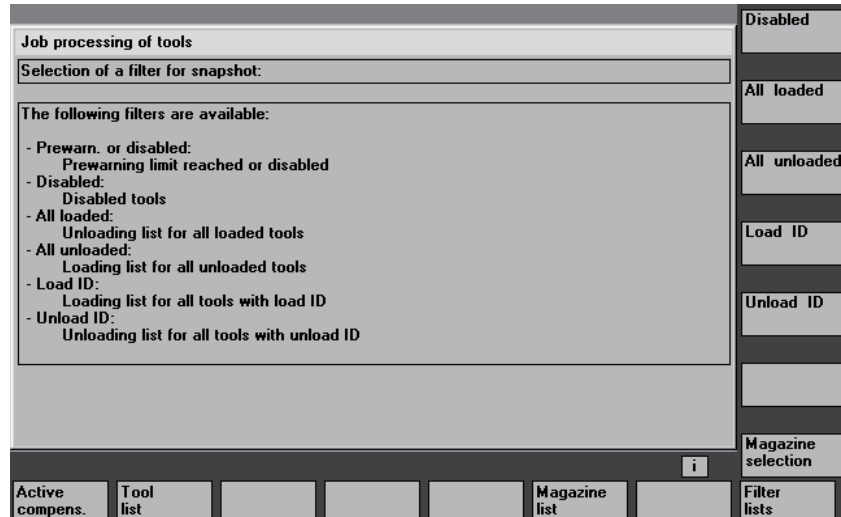 Job processing of tools
Selection of a filter for snapshot:
The following filters are available:
- Prewarn. or disabled:
Prewarning limit reached or disabled
- Disabled:
Disabled tools
- All loaded:
Unloading list for all loaded tools
- All unloaded:
Loading list for all unloaded tools
- Load ID:
Loading list for all tools with load ID
- Unload ID:
Unloading list for all tools with unload ID
Disabled
All loaded
All unloaded
Load ID
Unload ID
Magazine
selection
i
Active
compens.
Tool
list
Magazine
list
Filter
lists